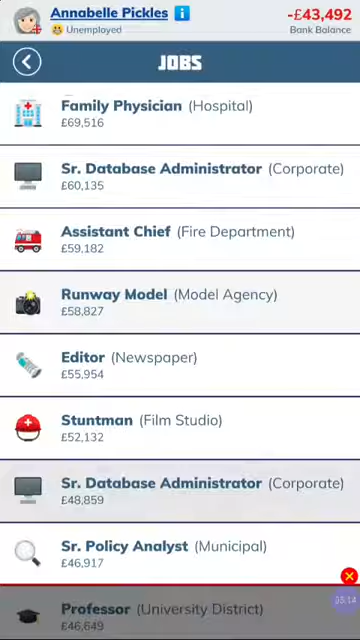 Annabelle Pickles
Unemployed
-£43,492
Bank Balance
JOBS
Family Physician (Hospital)
£69,516
Sr. Database Administrator (Corporate)
£60,135
Assistant Chief (Fire Department)
£59,182
Runway Model (Model Agency)
£58,827
Editor (Newspaper)
£55,954
Stuntman (Film Studio)
£52,132
Sr. Database Administrator (Corporate)
£48,859
Sr. Policy Analyst (Municipal)
£46,917
Professor (University District)
£46,649